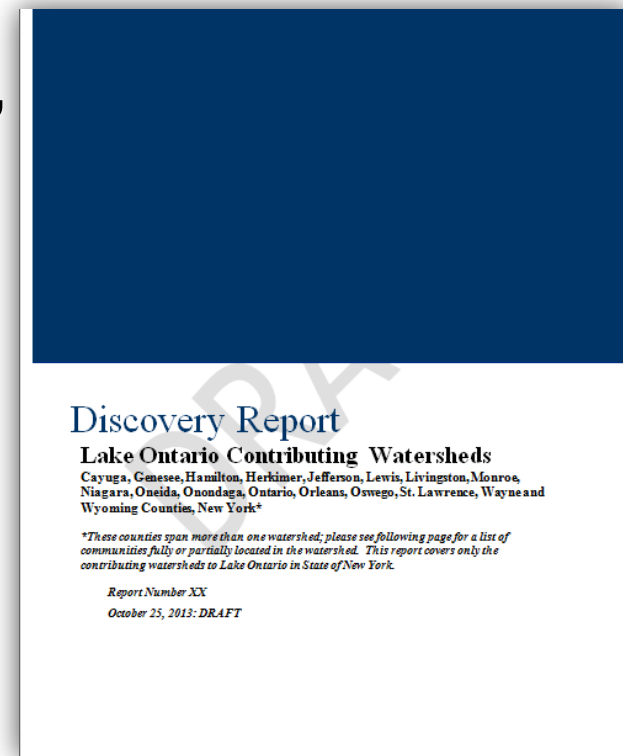 Discovery Report
Lake Ontario Contributing Watersheds
Cayuga, Genesee, Hamilton, Herkimer, Jefferson, Lewis, Livingston, Monroe,
Niagara, Oneida, Onondaga, Ontario, Orleans, Oswego, St. Lawrence, Wayne and
Wyoming Counties, New York*
*These counties span more than one watershed; please see following page for a list of
communities fully or partially located in the watershed. This report covers only the
contributing watersheds to Lake Ontario in State of New York.
Report Number XX
October 25, 2013: DRAFT